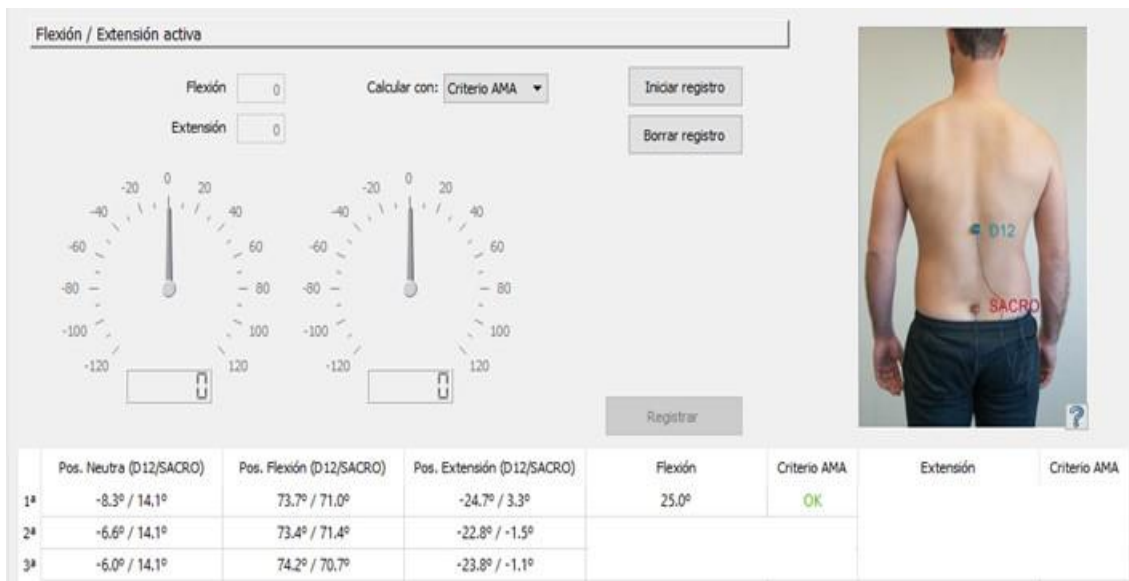 Flexión / Extensión activa
Flexión 0 Calcular con: Criterio AMA Iniciar registro
Extensión 0 Borrar registro
-120 -100 -80 -60 -40 -20 0 20 40 60 80 100 120
0
-120 -100 -80 -60 -40 -20 0 20 40 60 80 100 120
0
D12
SACRO
?
Registrar
Pos. Neutra (D12/SACRO) Pos. Flexión (D12/SACRO) Pos. Extensión (D12/SACRO) Flexión Criterio AMA Extensión Criterio AMA
1ª -8.3º / 14.1º 73.7º / 71.0º -24.7º / 3.3º 25.0º OK
2ª -6.6º / 14.1º 73.4º / 71.4º -22.8º / -1.5º
3ª -6.0º / 14.1º 74.2º / 70.7º -23.8º / -1.1º